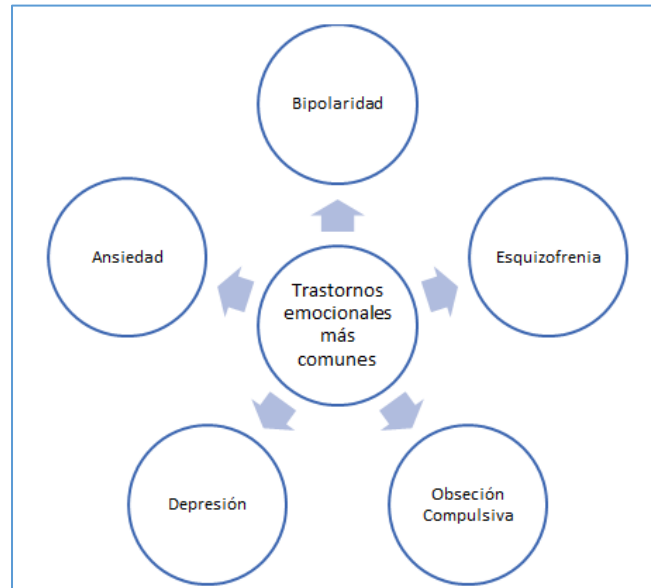 Bipolaridad
Ansiedad
Esquizofrenia
Trastornos
emocionales
más
comunes
Depresión
Obseción
Compulsiva